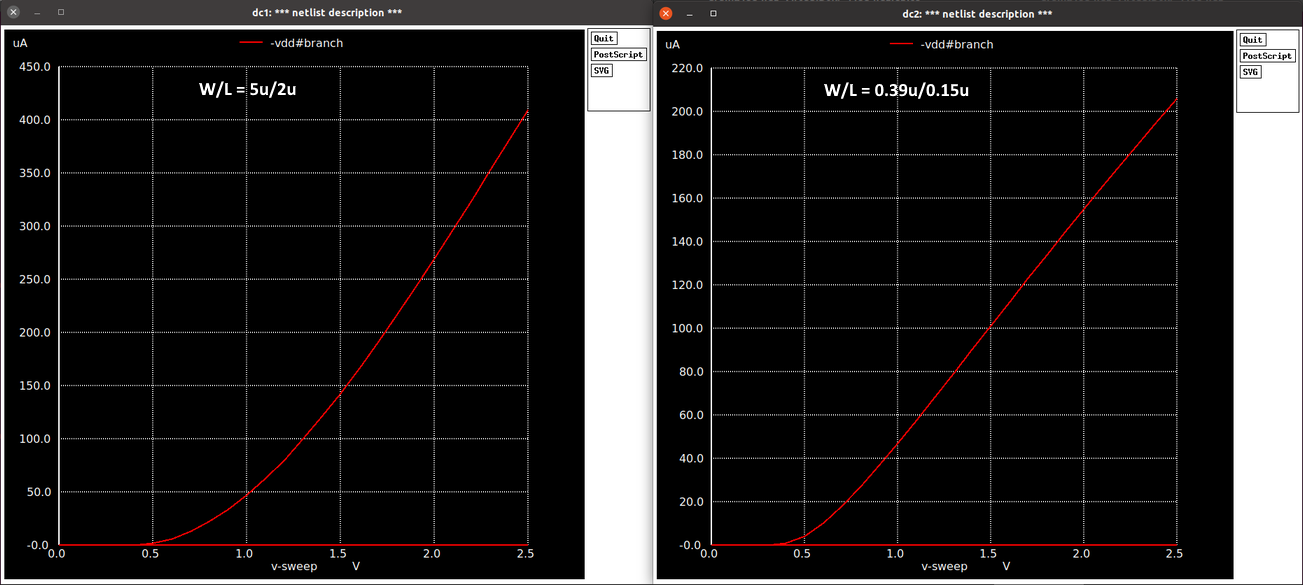 dc1: *** netlist description ***
uA
-vdd#branch
W/L = 5u/2u
450.0
400.0
350.0
300.0
250.0
200.0
150.0
100.0
50.0
-0.0
0.0 0.5 1.0 1.5 2.0 2.5
v-sweep V
Quit
PostScript
SVG
dc2: *** netlist description ***
uA
-vdd#branch
W/L = 0.39u/0.15u
220.0
200.0
180.0
160.0
140.0
120.0
100.0
80.0
60.0
40.0
20.0
-0.0
0.0 0.5 1.0 1.5 2.0 2.5
v-sweep V
Quit
PostScript
SVG